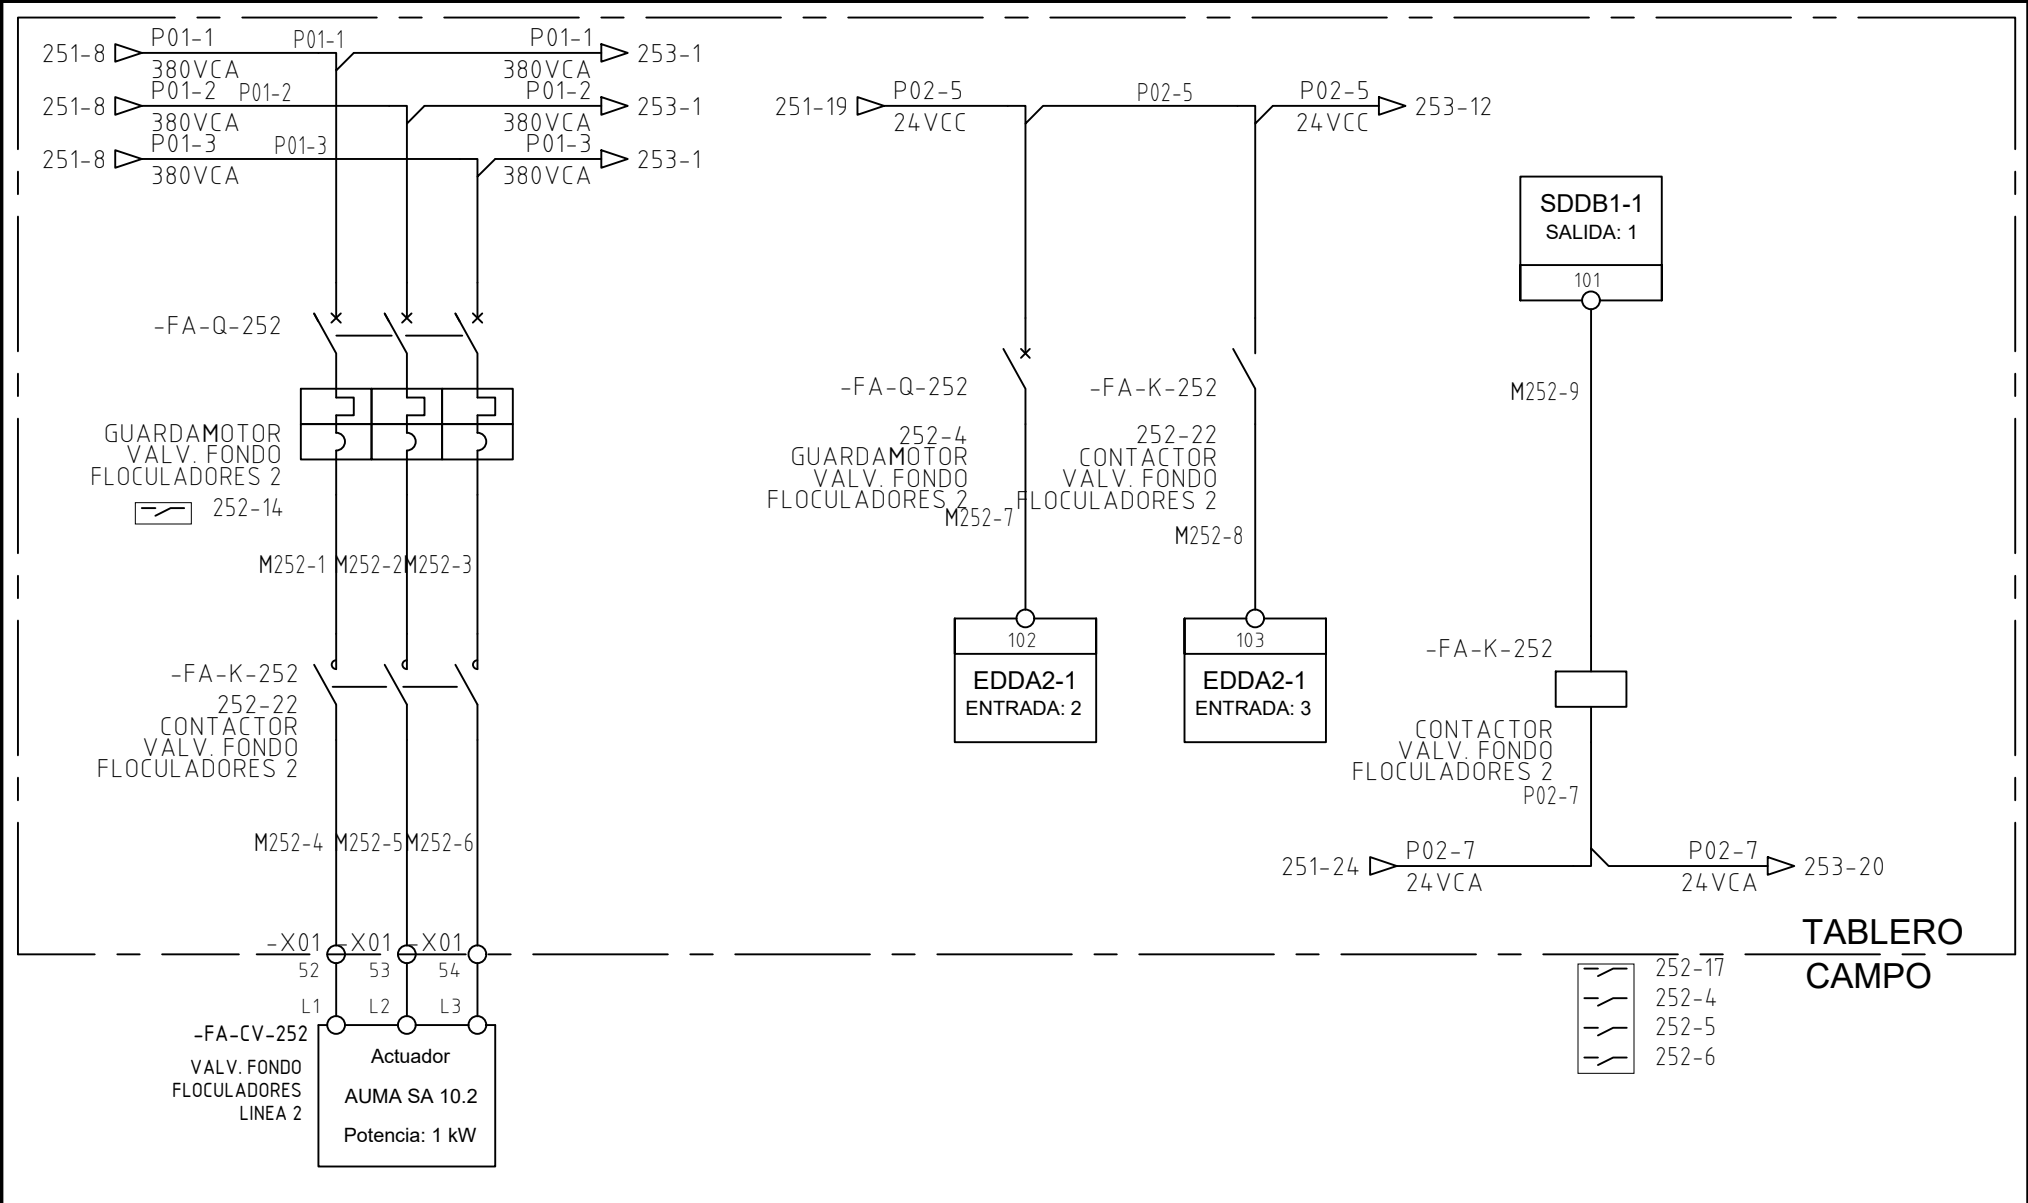 251-8
P01-1
380VCA
P01-1
P01-1
380VCA
253-1
251-8
P01-2
380VCA
P01-2
P01-2
380VCA
253-1
251-8
P01-3
380VCA
P01-3
P01-3
380VCA
253-1
-FA-Q-252
GUARDAMOTOR
VALV. FONDO
FLOCULADORES 2
252-14
M252-1
M252-2
M252-3
-FA-K-252
252-22
CONTACTOR
VALV. FONDO
FLOCULADORES 2
M252-4
M252-5
M252-6
-X01
-X01
-X01
52
53
54
L1
L2
L3
-FA-CV-252
VALV. FONDO
FLOCULADORES
LINEA 2
Actuador
AUMA SA 10.2
Potencia: 1 kW
251-19
P02-5
24VCC
P02-5
P02-5
24VCC
253-12
-FA-Q-252
252-4
GUARDAMOTOR
VALV. FONDO
FLOCULADORES 2
M252-7
102
EDDA2-1
ENTRADA: 2
-FA-K-252
252-22
CONTACTOR
VALV. FONDO
FLOCULADORES 2
M252-8
103
EDDA2-1
ENTRADA: 3
SDDB1-1
SALIDA: 1
101
M252-9
-FA-K-252
CONTACTOR
VALV. FONDO
FLOCULADORES 2
P02-7
251-24
P02-7
24VCA
P02-7
24VCA
253-20
TABLERO
CAMPO
252-17
252-4
252-5
252-6